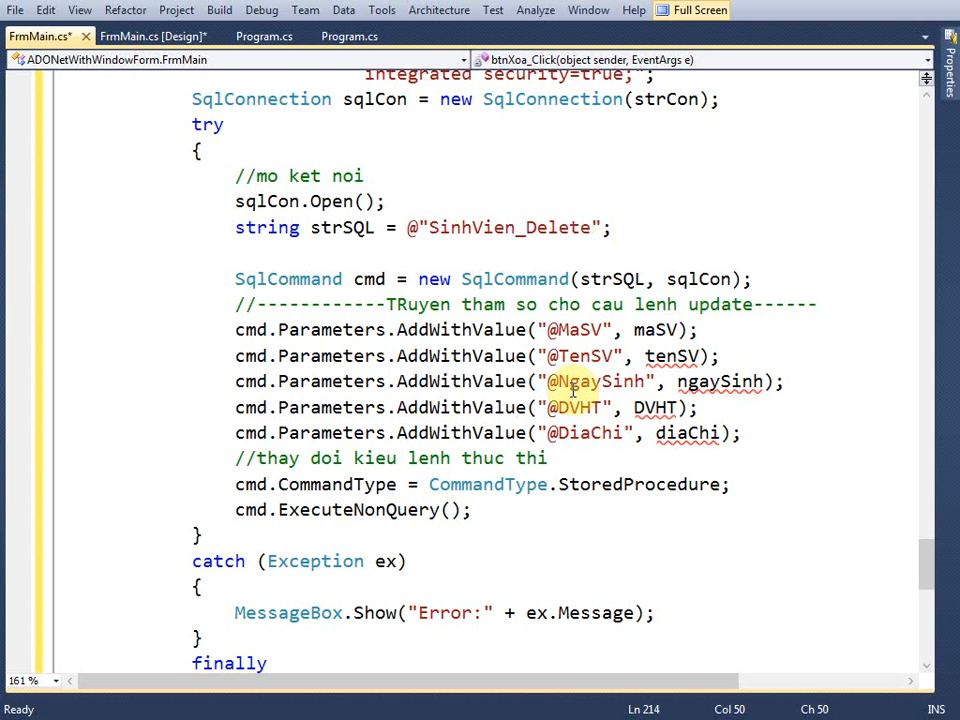 File Edit View Refactor Project Build Debug Team Data Tools Architecture Test Analyze Window Help Full Screen
FrmMain.cs* FrmMain.cs [Design]* Program.cs Program.cs
ADONetWithWindowForm.FrmMain btnXoa_Click(object sender, EventArgs e)
Properties
integrated security=true;";
SqlConnection sqlCon = new SqlConnection(strCon);
try
{
//mo ket noi
sqlCon.Open();
string strSQL = @"SinhVien_Delete";
SqlCommand cmd = new SqlCommand(strSQL, sqlCon);
//------------TRuyen tham so cho cau lenh update------
cmd.Parameters.AddWithValue("@MaSV", maSV);
cmd.Parameters.AddWithValue("@TenSV", tenSV);
cmd.Parameters.AddWithValue("@NgaySinh", ngaySinh);
cmd.Parameters.AddWithValue("@DVHT", DVHT);
cmd.Parameters.AddWithValue("@DiaChi", diaChi);
//thay doi kieu lenh thuc thi
cmd.CommandType = CommandType.StoredProcedure;
cmd.ExecuteNonQuery();
}
catch (Exception ex)
{
MessageBox.Show("Error:" + ex.Message);
}
finally
161 %
Ready Ln 214 Col 50 Ch 50 INS